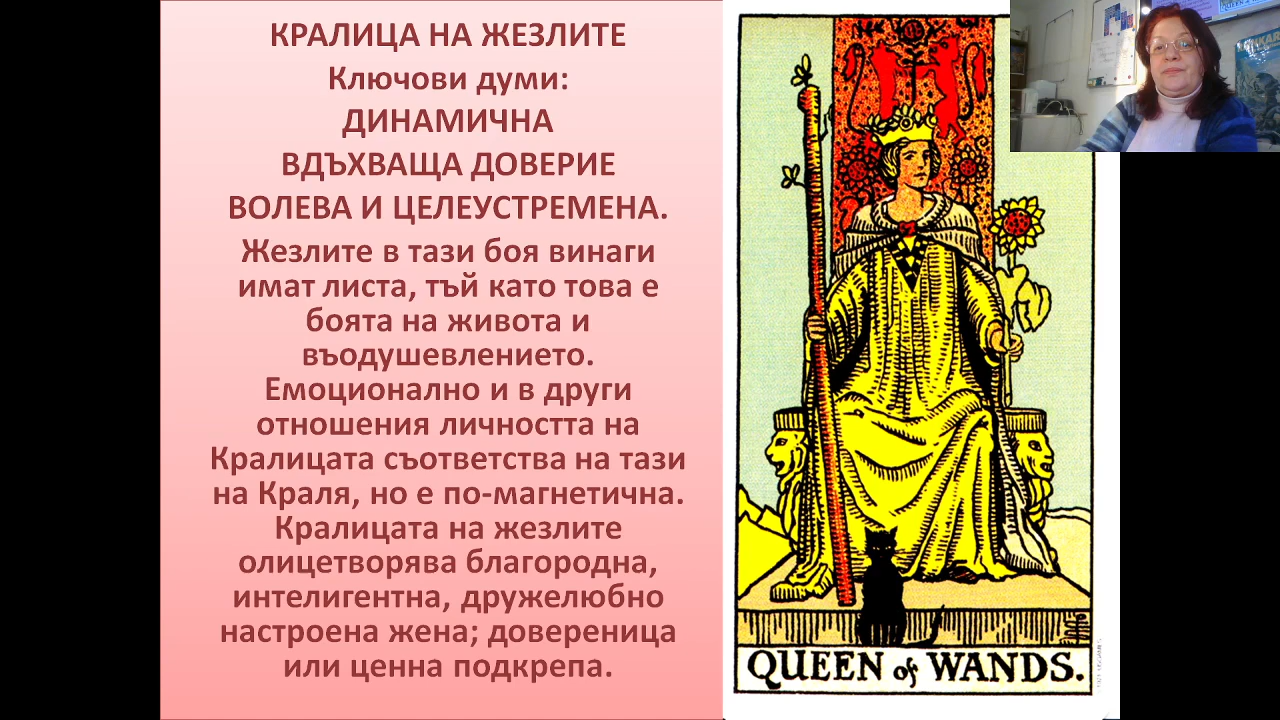 КРАЛИЦА НА ЖЕЗЛИТЕ
Ключови думи:
ДИНАМИЧНА
ВДЪХВАЩА ДОВЕРИЕ
ВОЛЕВА И ЦЕЛЕУСТРЕМЕНА.
Жезлите в тази боя винаги
имат листа, тъй като това е
боята на живота и
въодушевлението.
Емоционално и в други
отношения личността на
Кралицата съответства на тази
на Краля, но е по-магнетична.
Кралицата на жезлите
олицетворява благородна,
интелигентна, дружелюбно
настроена жена; довереница
или ценна подкрепа.
QUEEN of WANDS.